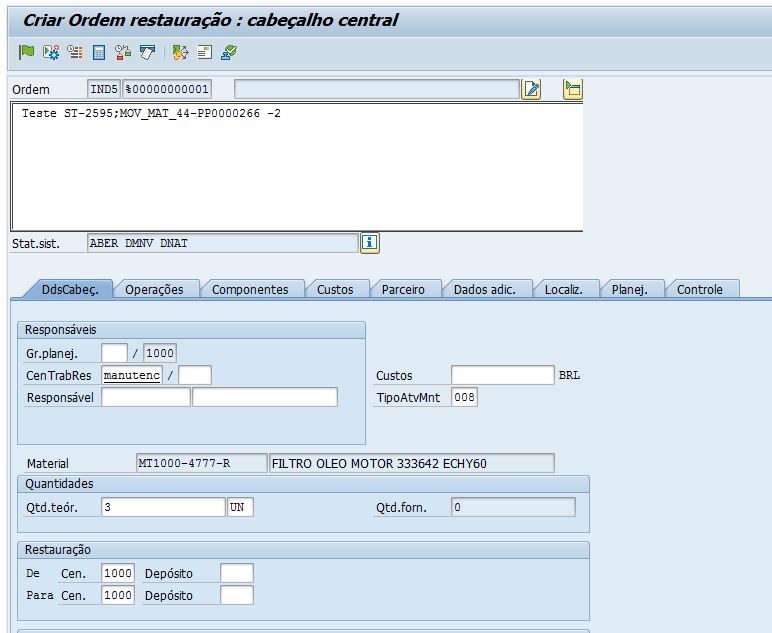 Criar Ordem restauração : cabeçalho central
Ordem IND5 %00000000001
Teste ST-2595;MOV_MAT_44-PP0000266 -2
Stat.sist. ABER DMNV DNAT
DdsCabeç. Operações Componentes Custos Parceiro Dados adic. Localiz. Planej. Controle
Responsáveis
Gr.planej. / 1000
CenTrabRes manutenc / Custos BRL
Responsável TipoAtvMnt 008
Material MT1000-4777-R FILTRO OLEO MOTOR 333642 ECHY60
Quantidades
Qtd.teór. 3 UN Qtd.forn. 0
Restauração
De Cen. 1000 Depósito
Para Cen. 1000 Depósito